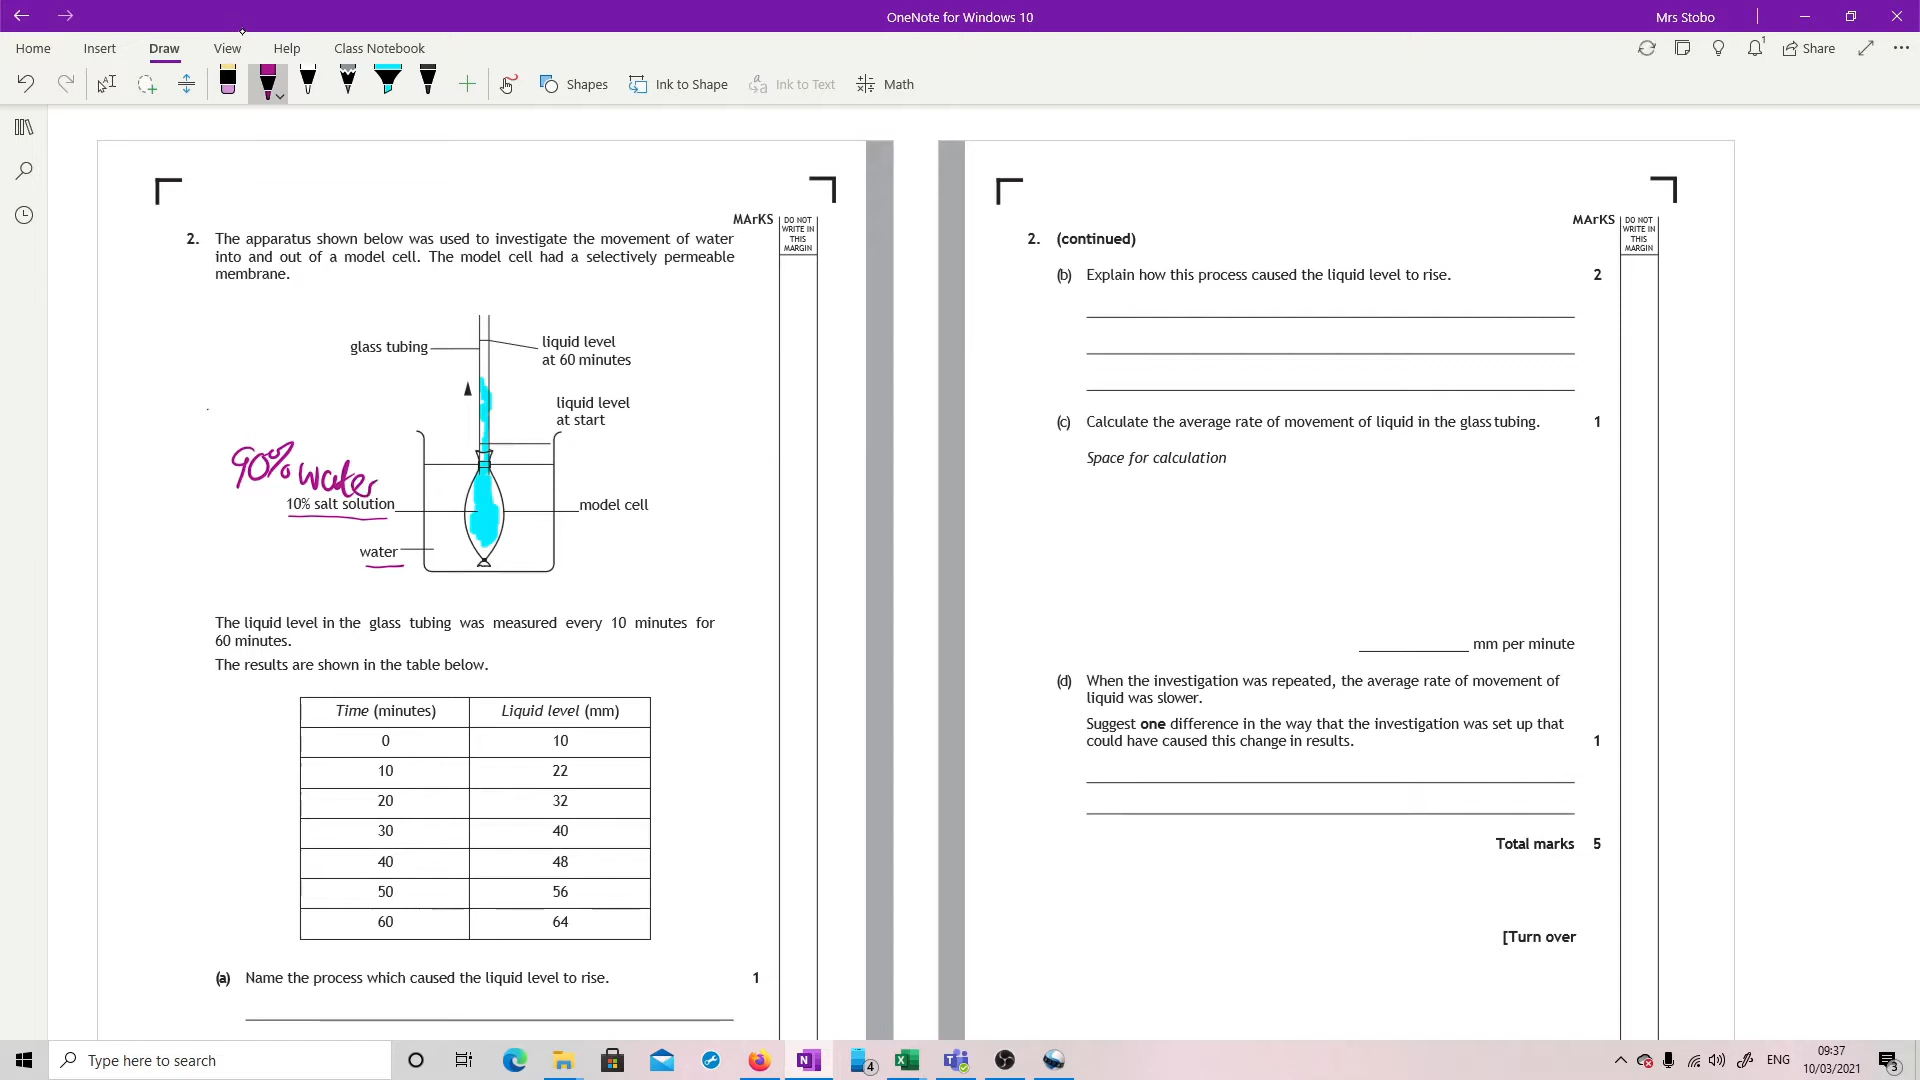 OneNote for Windows 10
Mrs Stobo
Home Insert Draw View Help Class Notebook
1
Share
Shapes
Ink to Shape
Ink to Text
Math
MArKS
DO NOT
WRITE IN
THIS
MARGIN
2. The apparatus shown below was used to investigate the movement of water
into and out of a model cell. The model cell had a selectively permeable
membrane.
glass tubing
liquid level
at 60 minutes
liquid level
at start
90% water
10% salt solution
model cell
water
The liquid level in the glass tubing was measured every 10 minutes for
60 minutes.
The results are shown in the table below.
Time (minutes) Liquid level (mm)
0 10
10 22
20 32
30 40
40 48
50 56
60 64
(a) Name the process which caused the liquid level to rise. 1
MArKS
DO NOT
WRITE IN
THIS
MARGIN
2. (continued)
(b) Explain how this process caused the liquid level to rise. 2
(c) Calculate the average rate of movement of liquid in the glass tubing. 1
Space for calculation
mm per minute
(d) When the investigation was repeated, the average rate of movement of
liquid was slower.
Suggest one difference in the way that the investigation was set up that
could have caused this change in results. 1
Total marks 5
[Turn over
Type here to search
4
ENG
09:37
10/03/2021
3